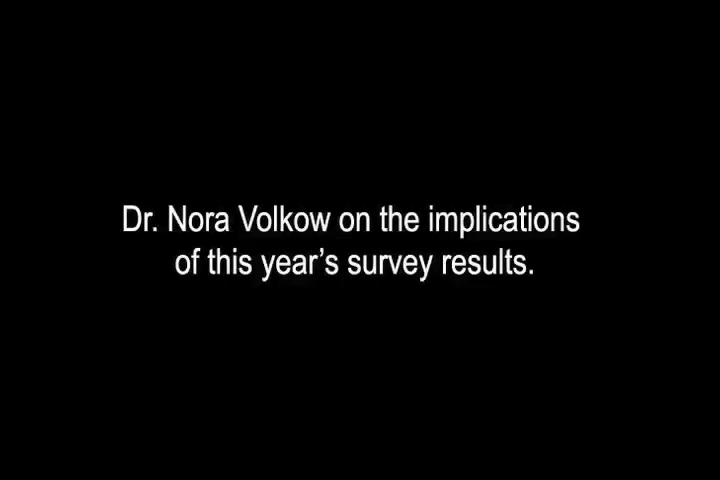 Dr. Nora Volkow on the implications
of this year’s survey results.